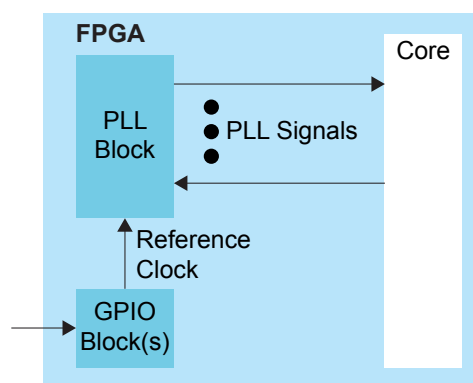 FPGA
Core
PLL
Block
PLL Signals
Reference
Clock
GPIO
Block(s)